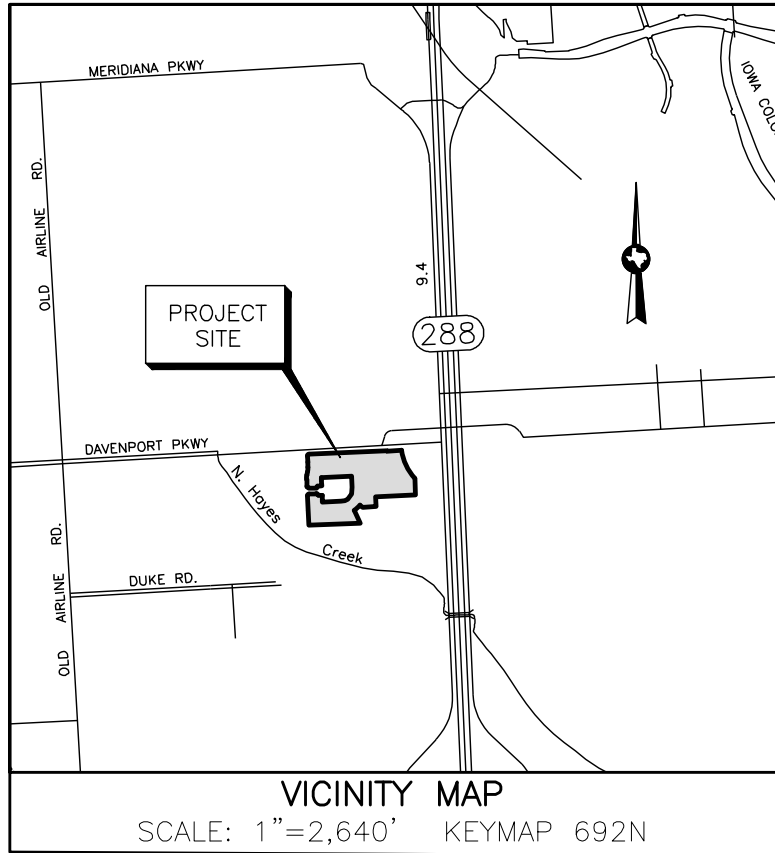 MERIDIANA PKWY
IOWA
OLD AIRLINE RD.
9.4
PROJECT
SITE
288
DAVENPORT PKWY
N. Hayes
Creek
OLD AIRLINE RD.
DUKE RD.
VICINITY MAP
SCALE: 1"=2,640' KEYMAP 692N